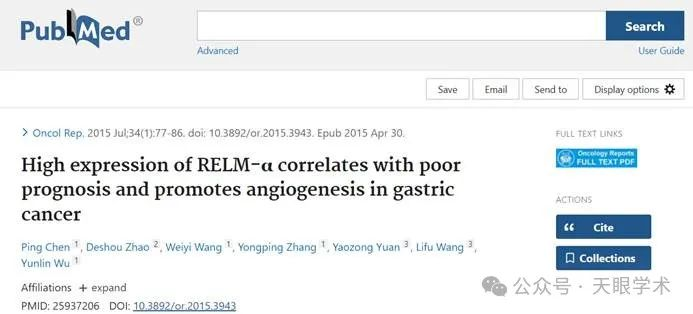 PubMed®
Search
Advanced
User Guide
Save
Email
Send to
Display options
Oncol Rep. 2015 Jul;34(1):77-86. doi: 10.3892/or.2015.3943. Epub 2015 Apr 30.
High expression of RELM-α correlates with poor
prognosis and promotes angiogenesis in gastric
cancer
Ping Chen 1, Deshou Zhao 2, Weiyi Wang 1, Yongping Zhang 1, Yaozong Yuan 3, Lifu Wang 3,
Yunlin Wu 1
Affiliations + expand
PMID: 25937206 DOI: 10.3892/or.2015.3943
FULL TEXT LINKS
Oncology Reports
FULL TEXT PDF
ACTIONS
Cite
Collections
公众号 · 天眼学术